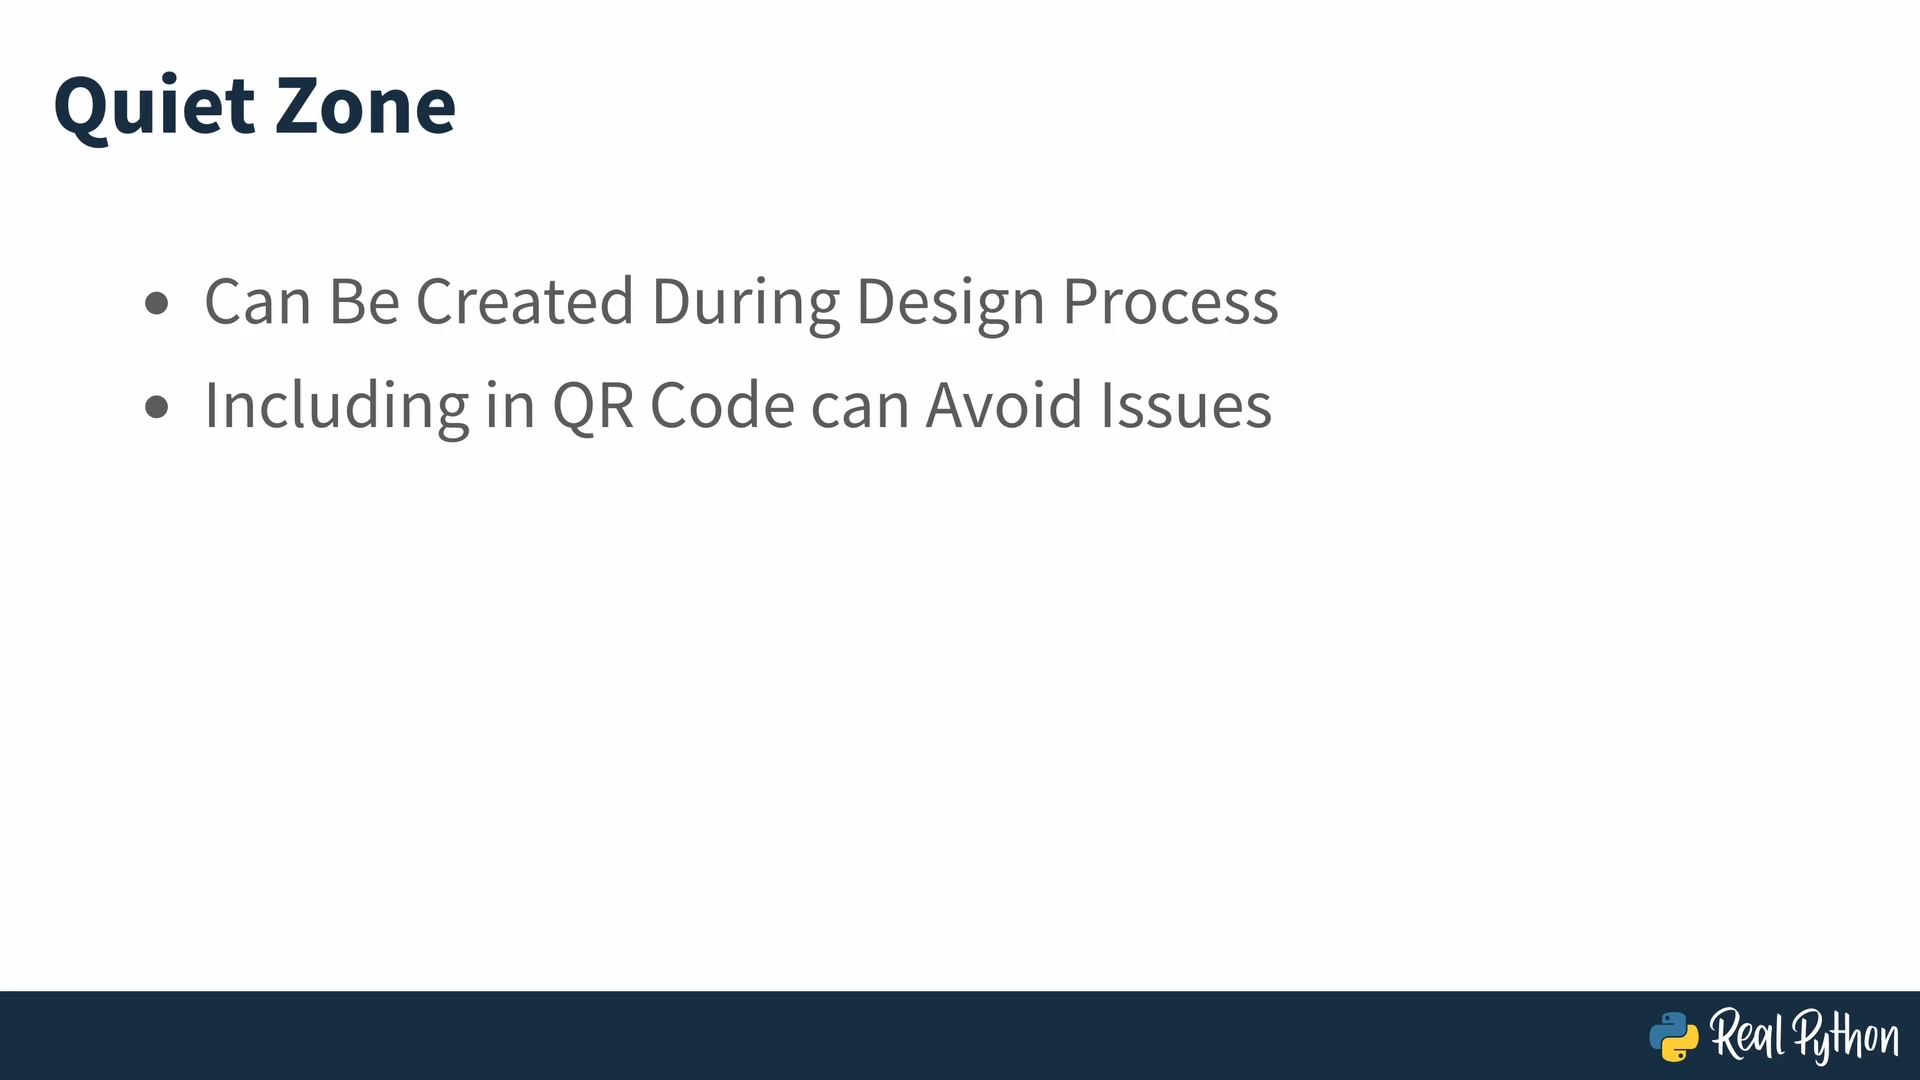 Quiet Zone
• Can Be Created During Design Process
• Including in QR Code can Avoid Issues
Real Python